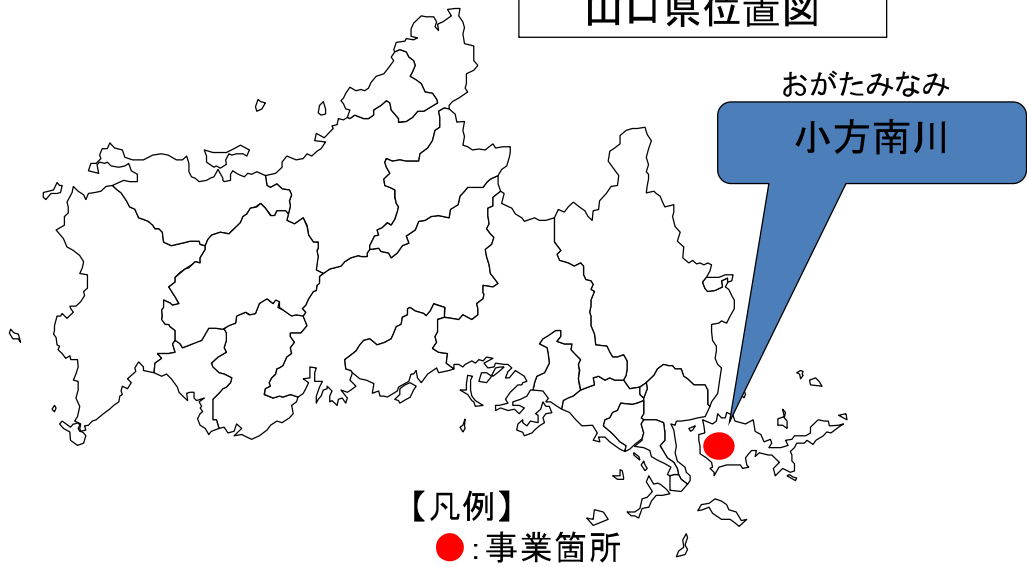 山口県位置図
おがたみなみ
小方南川
【凡例】
●:事業箇所